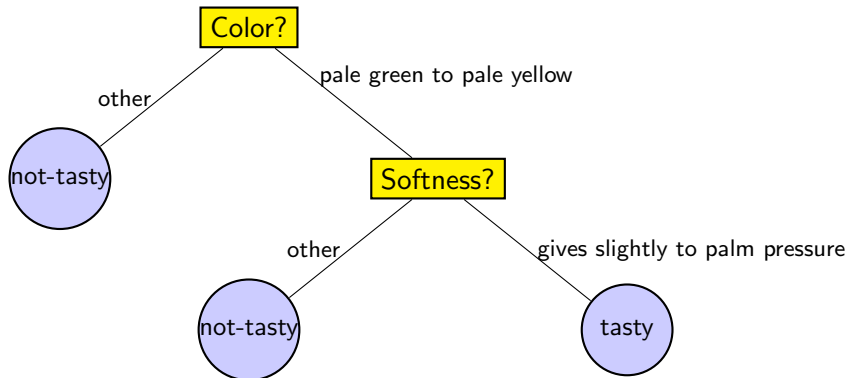 Color?
pale green to pale yellow
other
not-tasty
Softness?
other
gives slightly to palm pressure
not-tasty
tasty